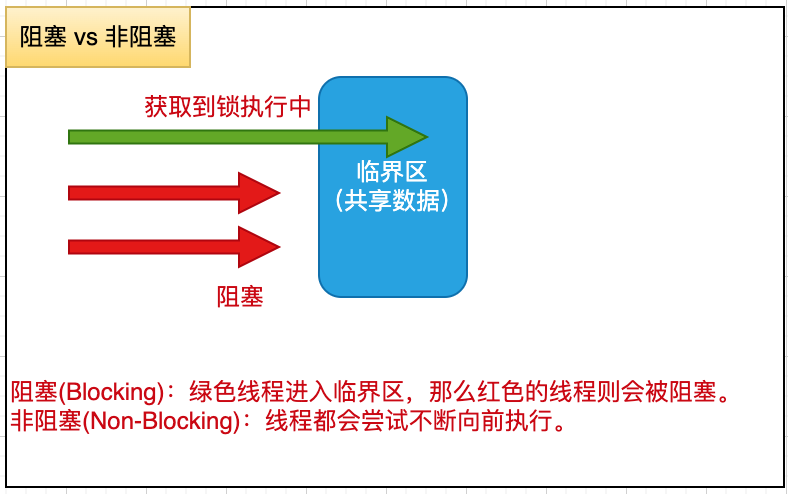 阻塞 vs 非阻塞
获取到锁执行中
临界区
（共享数据）
阻塞
阻塞(Blocking)：绿色线程进入临界区，那么红色的线程则会被阻塞。
非阻塞(Non-Blocking)：线程都会尝试不断向前执行。